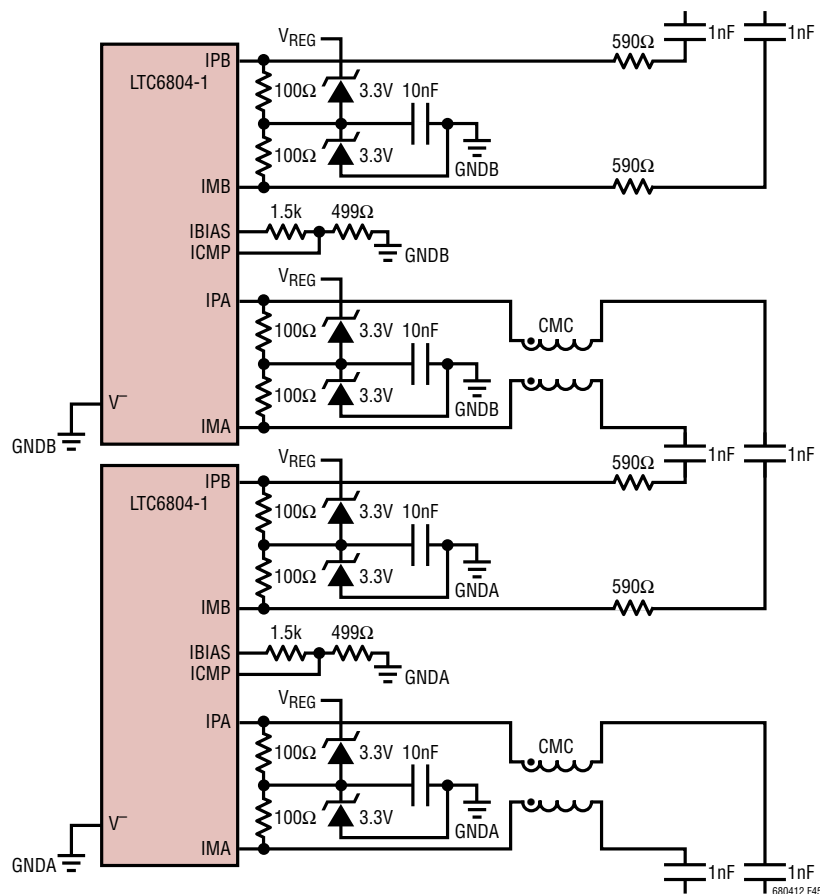 VREG
1nF
1nF
IPB
590Ω
LTC6804-1
100Ω
3.3V
10nF
100Ω
3.3V
GNDB
590Ω
IMB
1.5k
499Ω
IBIAS
ICMP
GNDB
VREG
IPA
CMC
100Ω
3.3V
10nF
100Ω
3.3V
GNDB
V–
GNDB
IMA
1nF
1nF
VREG
590Ω
IPB
LTC6804-1
100Ω
3.3V
10nF
100Ω
3.3V
GNDA
590Ω
IMB
1.5k
499Ω
IBIAS
ICMP
GNDA
VREG
IPA
CMC
100Ω
3.3V
10nF
100Ω
3.3V
GNDA
V–
GNDA
IMA
1nF
1nF
680412 F45